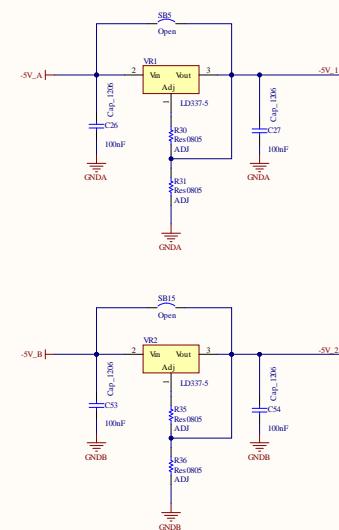 SB5
Open
VR1
-5V_A
2
Vin
Vout
3
-5V_1
Adj
LD337-5
1
Cap_1206
C26
100nF
GNDA
R30
Res0805
ADJ
R31
Res0805
ADJ
GNDA
Cap_1206
C27
100nF
GNDA
SB15
Open
VR2
-5V_B
2
Vin
Vout
3
-5V_2
Adj
LD337-5
1
Cap_1206
C53
100nF
GNDB
R35
Res0805
ADJ
R36
Res0805
ADJ
GNDB
Cap_1206
C54
100nF
GNDB